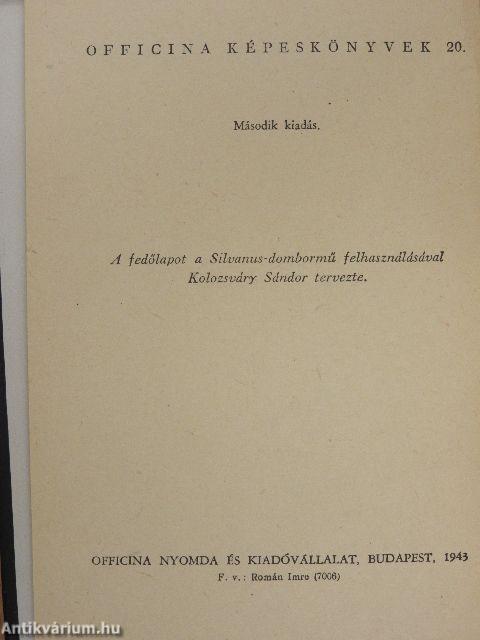 OFFICINA KÉPESKÖNYVEK 20.
Második kiadás.
A fedőlapot a Silvanus-dombormű felhasználásával
Kolozsváry Sándor tervezte.
OFFICINA NYOMDA ÉS KIADÓVÁLLALAT, BUDAPEST, 1943
F. v.: Román Imre (7006)
Antikvárium.hu